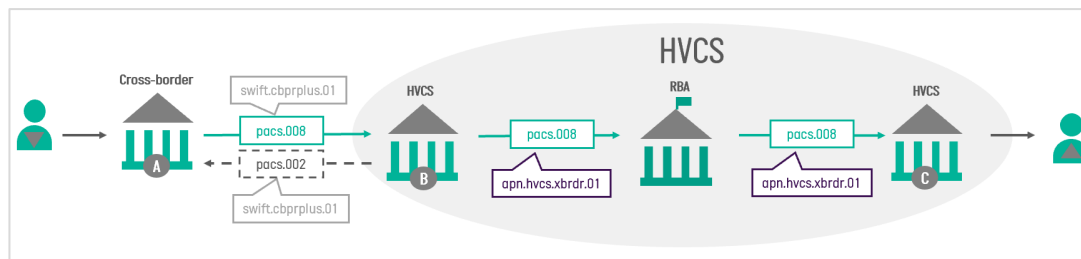 HVCS
Cross-border
swift.cbprplus.01
HVCS
RBA
HVCS
pacs.008
pacs.008
pacs.008
pacs.002
A
B
C
apn.hvcs.xbrdr.01
apn.hvcs.xbrdr.01
swift.cbprplus.01